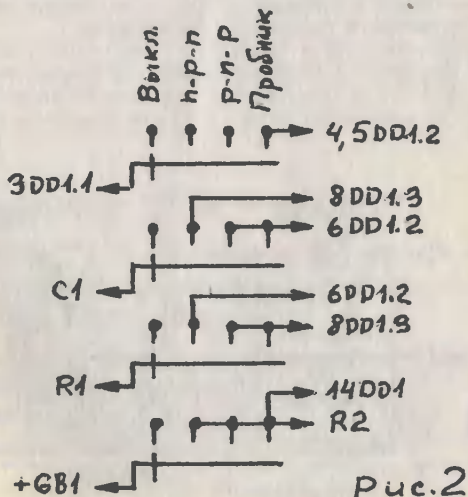 Выкл.
n-p-n
p-n-p
Пробник
4,5DD1.2
3DD1.1
8DD1.3
6DD1.2
C1
6DD1.2
8DD1.3
R1
14DD1
R2
+GB1
Рис.2